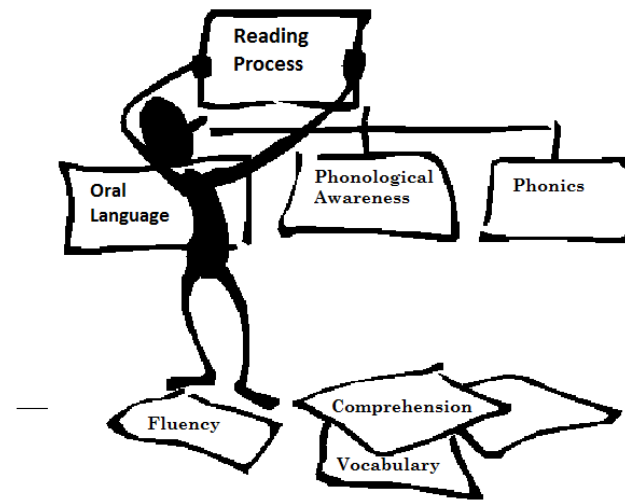 Reading
Process
Oral
Language
Phonological
Awareness
Phonics
Fluency
Comprehension
Vocabulary